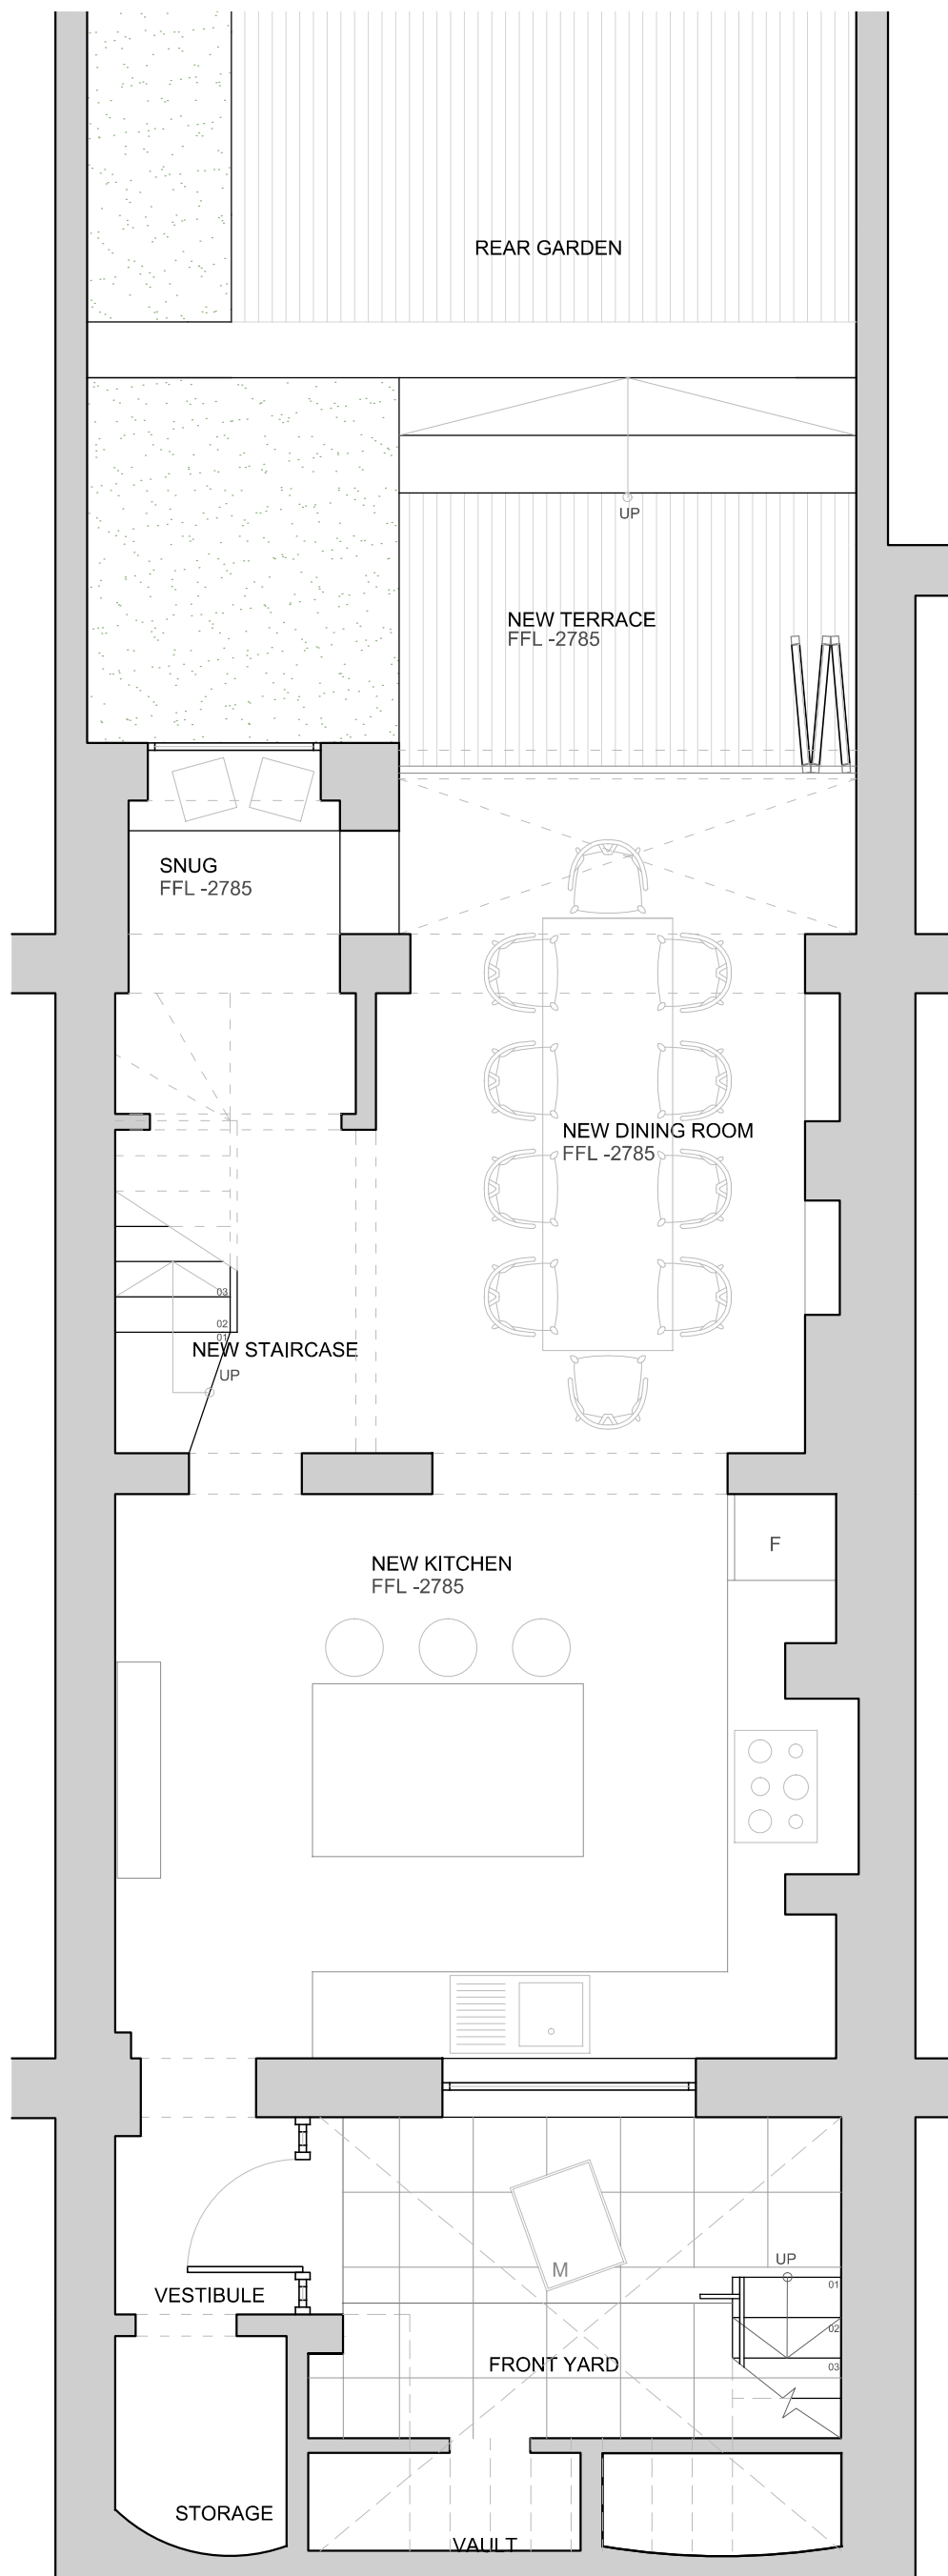 REAR GARDEN
UP
NEW TERRACE
FFL -2785
SNUG
FFL -2785
NEW DINING ROOM
FFL -2785
03
02
01
NEW STAIRCASE
UP
F
NEW KITCHEN
FFL -2785
M
UP
01
02
03
VESTIBULE
FRONT YARD
STORAGE
VAULT